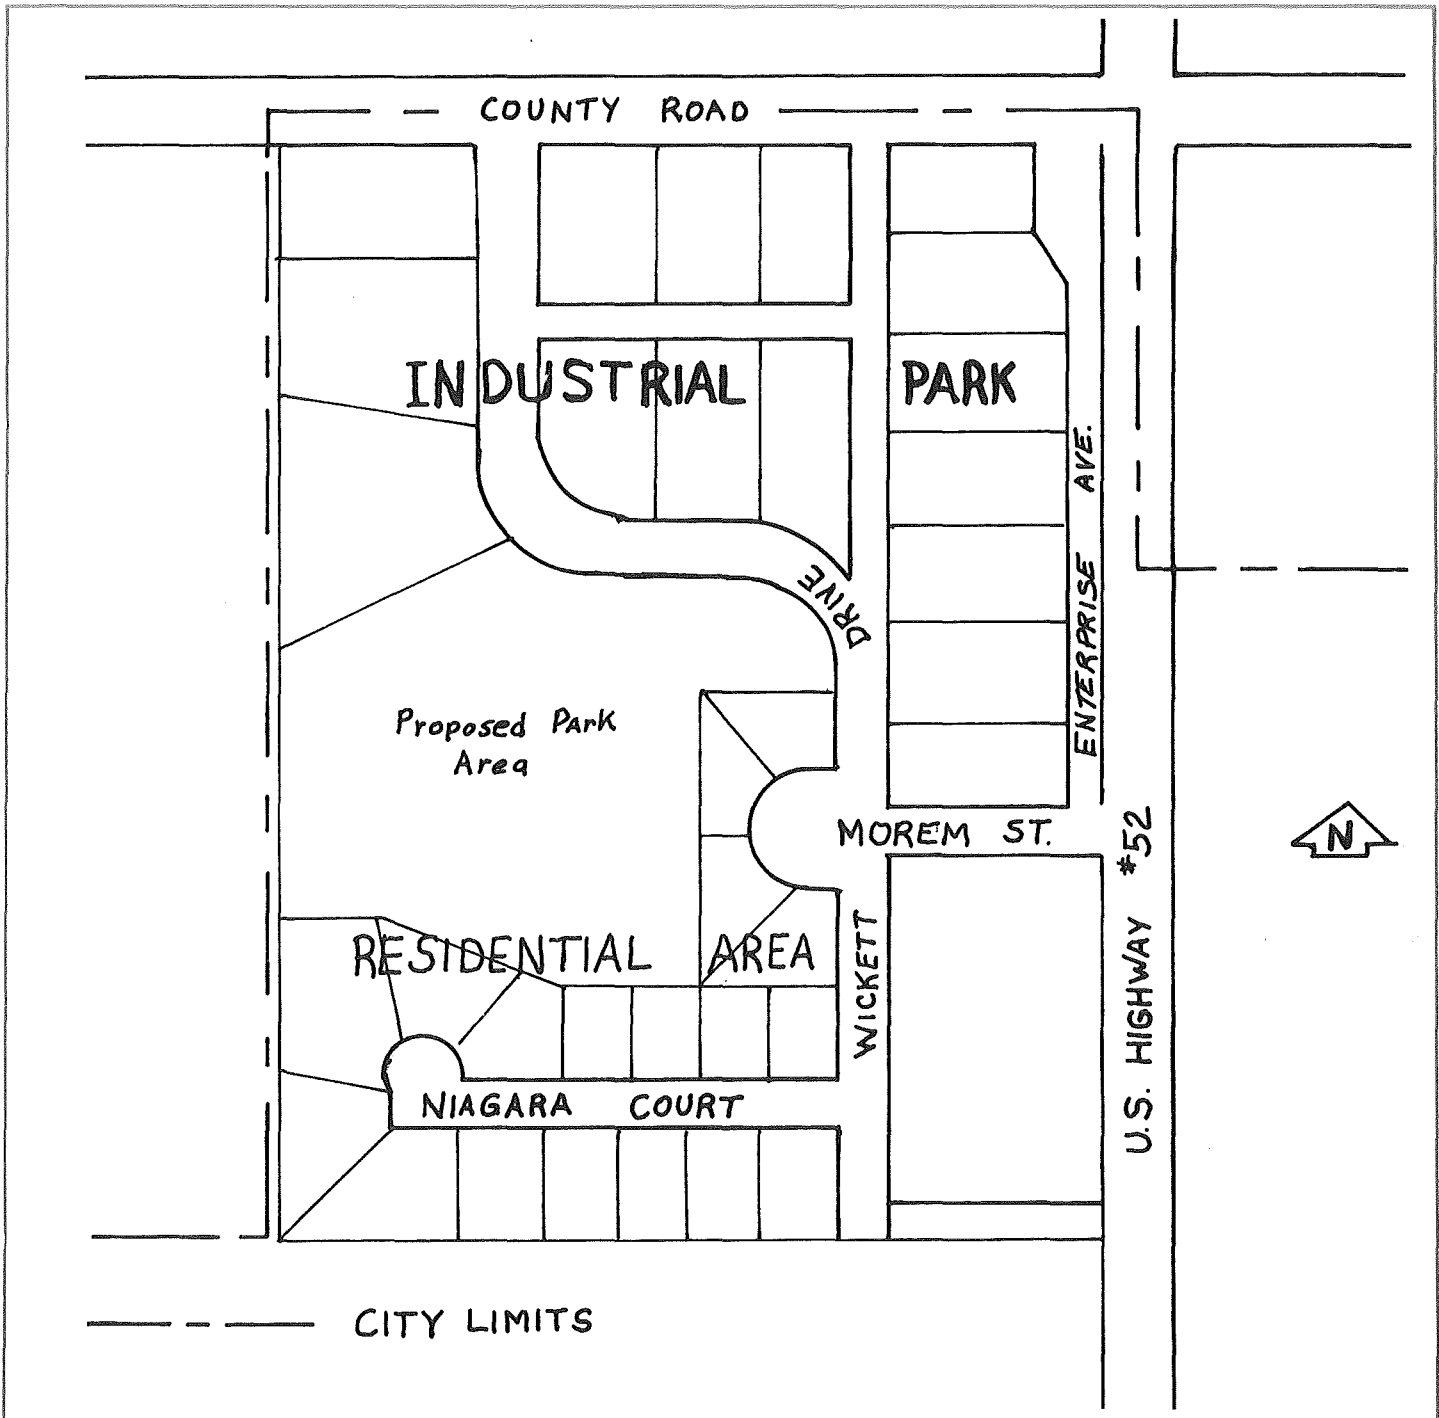 COUNTY ROAD
INDUSTRIAL PARK
ENTERPRISE AVE.
DRIVE
Proposed Park
Area
MOREM ST.
N
U.S. HIGHWAY #52
RESIDENTIAL AREA
WICKETT
NIAGARA COURT
CITY LIMITS